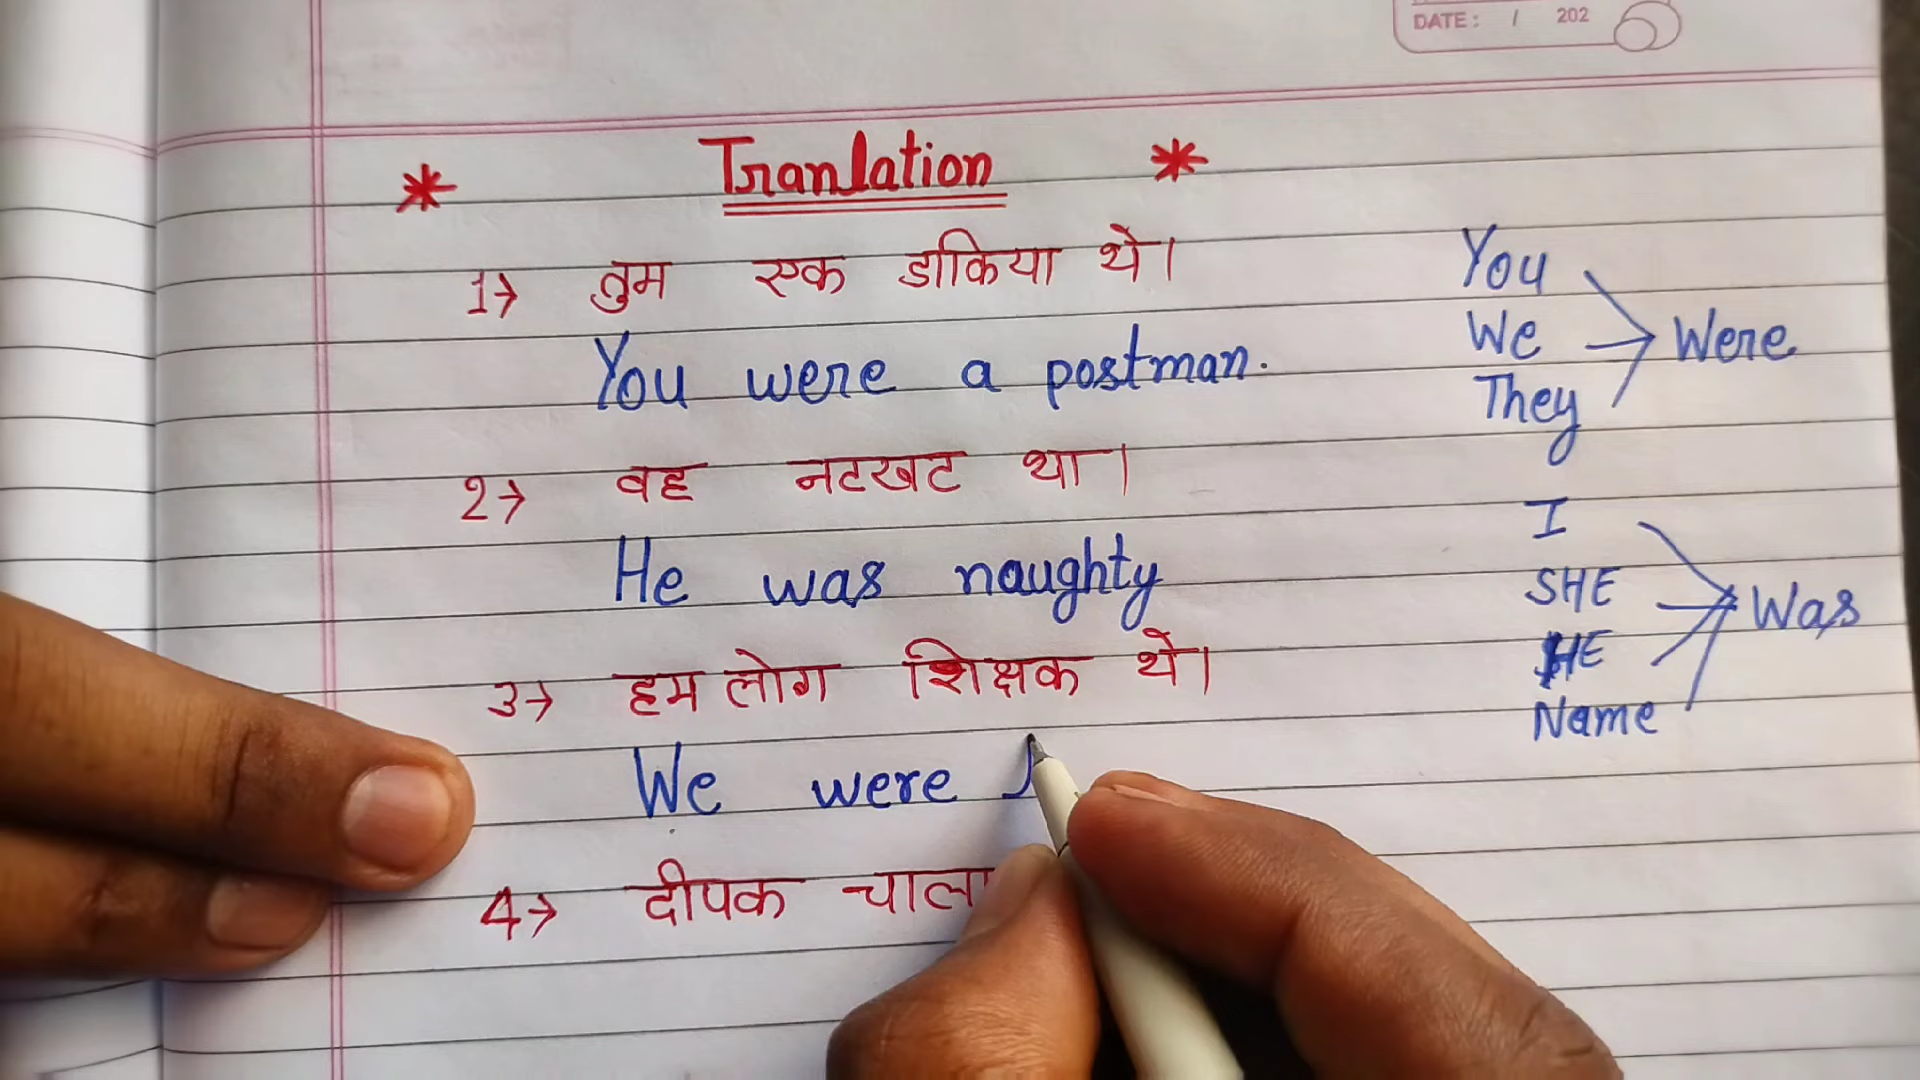 DATE: / 202
Tranlation
1→ तुम एक डाकिया थे।
You were a postman.
2→ वह नटखट था।
He was naughty
3→ हम लोग शिक्षक थे।
We were
4→ दीपक
You
We
They
Were
I
SHE
HE
Name
Was